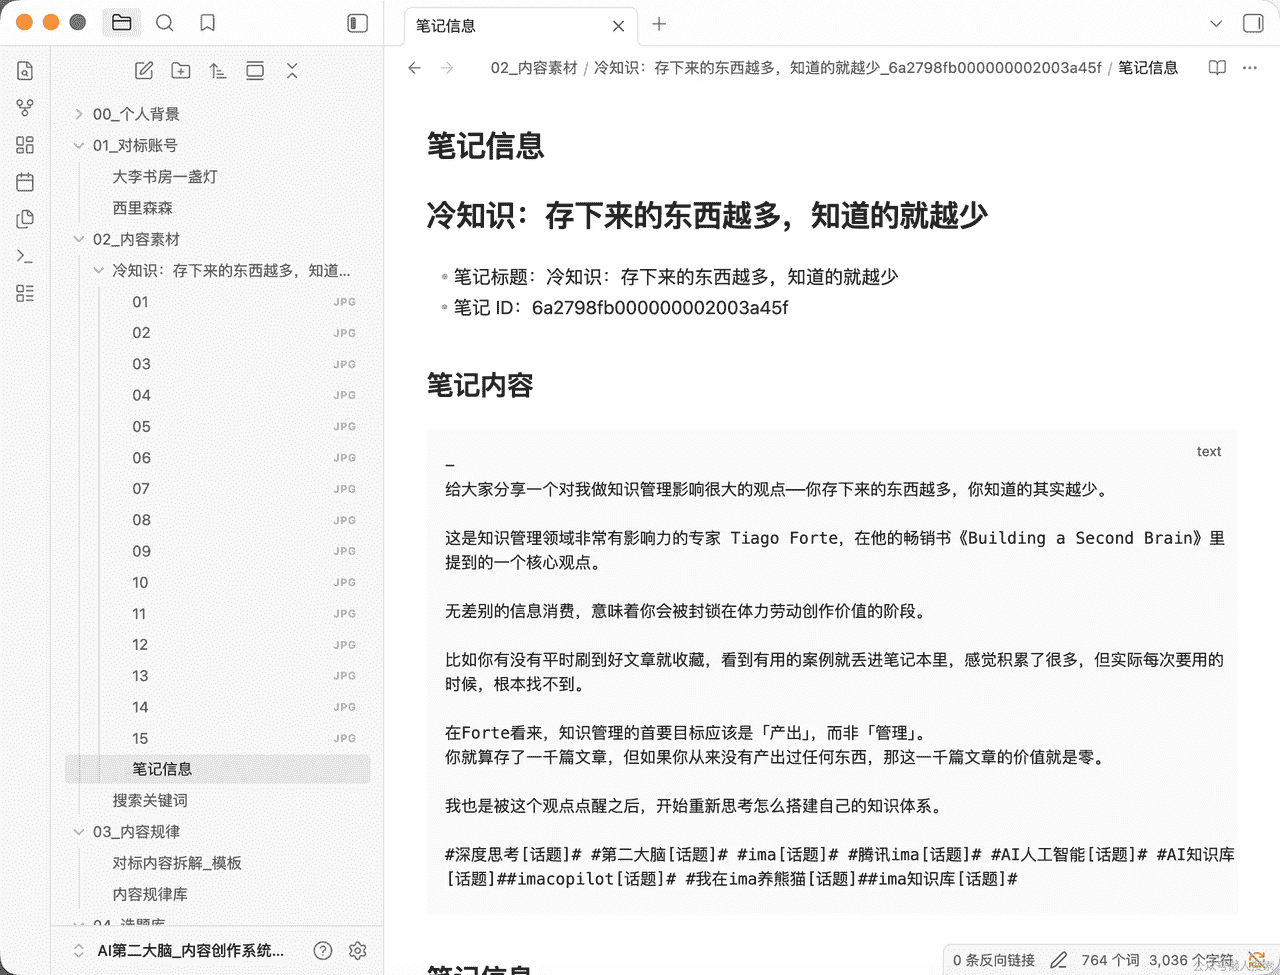 笔记信息
02_内容素材 / 冷知识：存下来的东西越多，知道的就越少_6a2798fb000000002003a45f / 笔记信息
00_个人背景
01_对标账号
大李书房一盏灯
西里森森
02_内容素材
冷知识：存下来的东西越多，知道...
01 JPG
02 JPG
03 JPG
04 JPG
05 JPG
06 JPG
07 JPG
08 JPG
09 JPG
10 JPG
11 JPG
12 JPG
13 JPG
14 JPG
15 JPG
笔记信息
搜索关键词
03_内容规律
对标内容拆解_模板
内容规律库
04_选题库
AI第二大脑_内容创作系统...
笔记信息
冷知识：存下来的东西越多，知道的就越少
笔记标题：冷知识：存下来的东西越多，知道的就越少
笔记 ID：6a2798fb000000002003a45f
笔记内容
text
_
给大家分享一个对我做知识管理影响很大的观点——你存下来的东西越多，你知道的其实越少。
这是知识管理领域非常有影响力的专家 Tiago Forte，在他的畅销书《Building a Second Brain》里
提到的一个核心观点。
无差别的信息消费，意味着你会被封锁在体力劳动创作价值的阶段。
比如你有没有平时刷到好文章就收藏，看到有用的案例就丢进笔记本里，感觉积累了很多，但实际每次要用的
时候，根本找不到。
在Forte看来，知识管理的首要目标应该是「产出」，而非「管理」。
你就算存了一千篇文章，但如果你从来没有产出过任何东西，那这一千篇文章的价值就是零。
我也是被这个观点点醒之后，开始重新思考怎么搭建自己的知识体系。
#深度思考[话题]# #第二大脑[话题]# #ima[话题]# #腾讯ima[话题]# #AI人工智能[话题]# #AI知识库
[话题]##imacopilot[话题]# #我在ima养熊猫[话题]##ima知识库[话题]#
笔记信息
0 条反向链接 764 个词 3,036 个字符